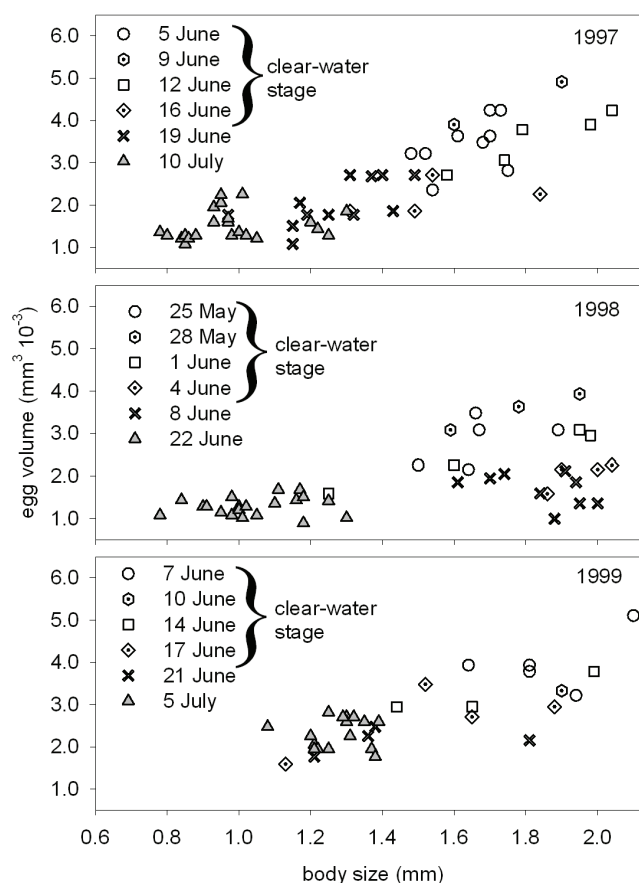 6.0
5.0
4.0
3.0
2.0
1.0
5 June
9 June
12 June
16 June
19 June
10 July
clear-water
stage
1997
6.0
5.0
4.0
3.0
2.0
1.0
25 May
28 May
1 June
4 June
8 June
22 June
clear-water
stage
1998
egg volume (mm³ 10⁻³)
6.0
5.0
4.0
3.0
2.0
1.0
7 June
10 June
14 June
17 June
21 June
5 July
clear-water
stage
1999
0.6 0.8 1.0 1.2 1.4 1.6 1.8 2.0
body size (mm)